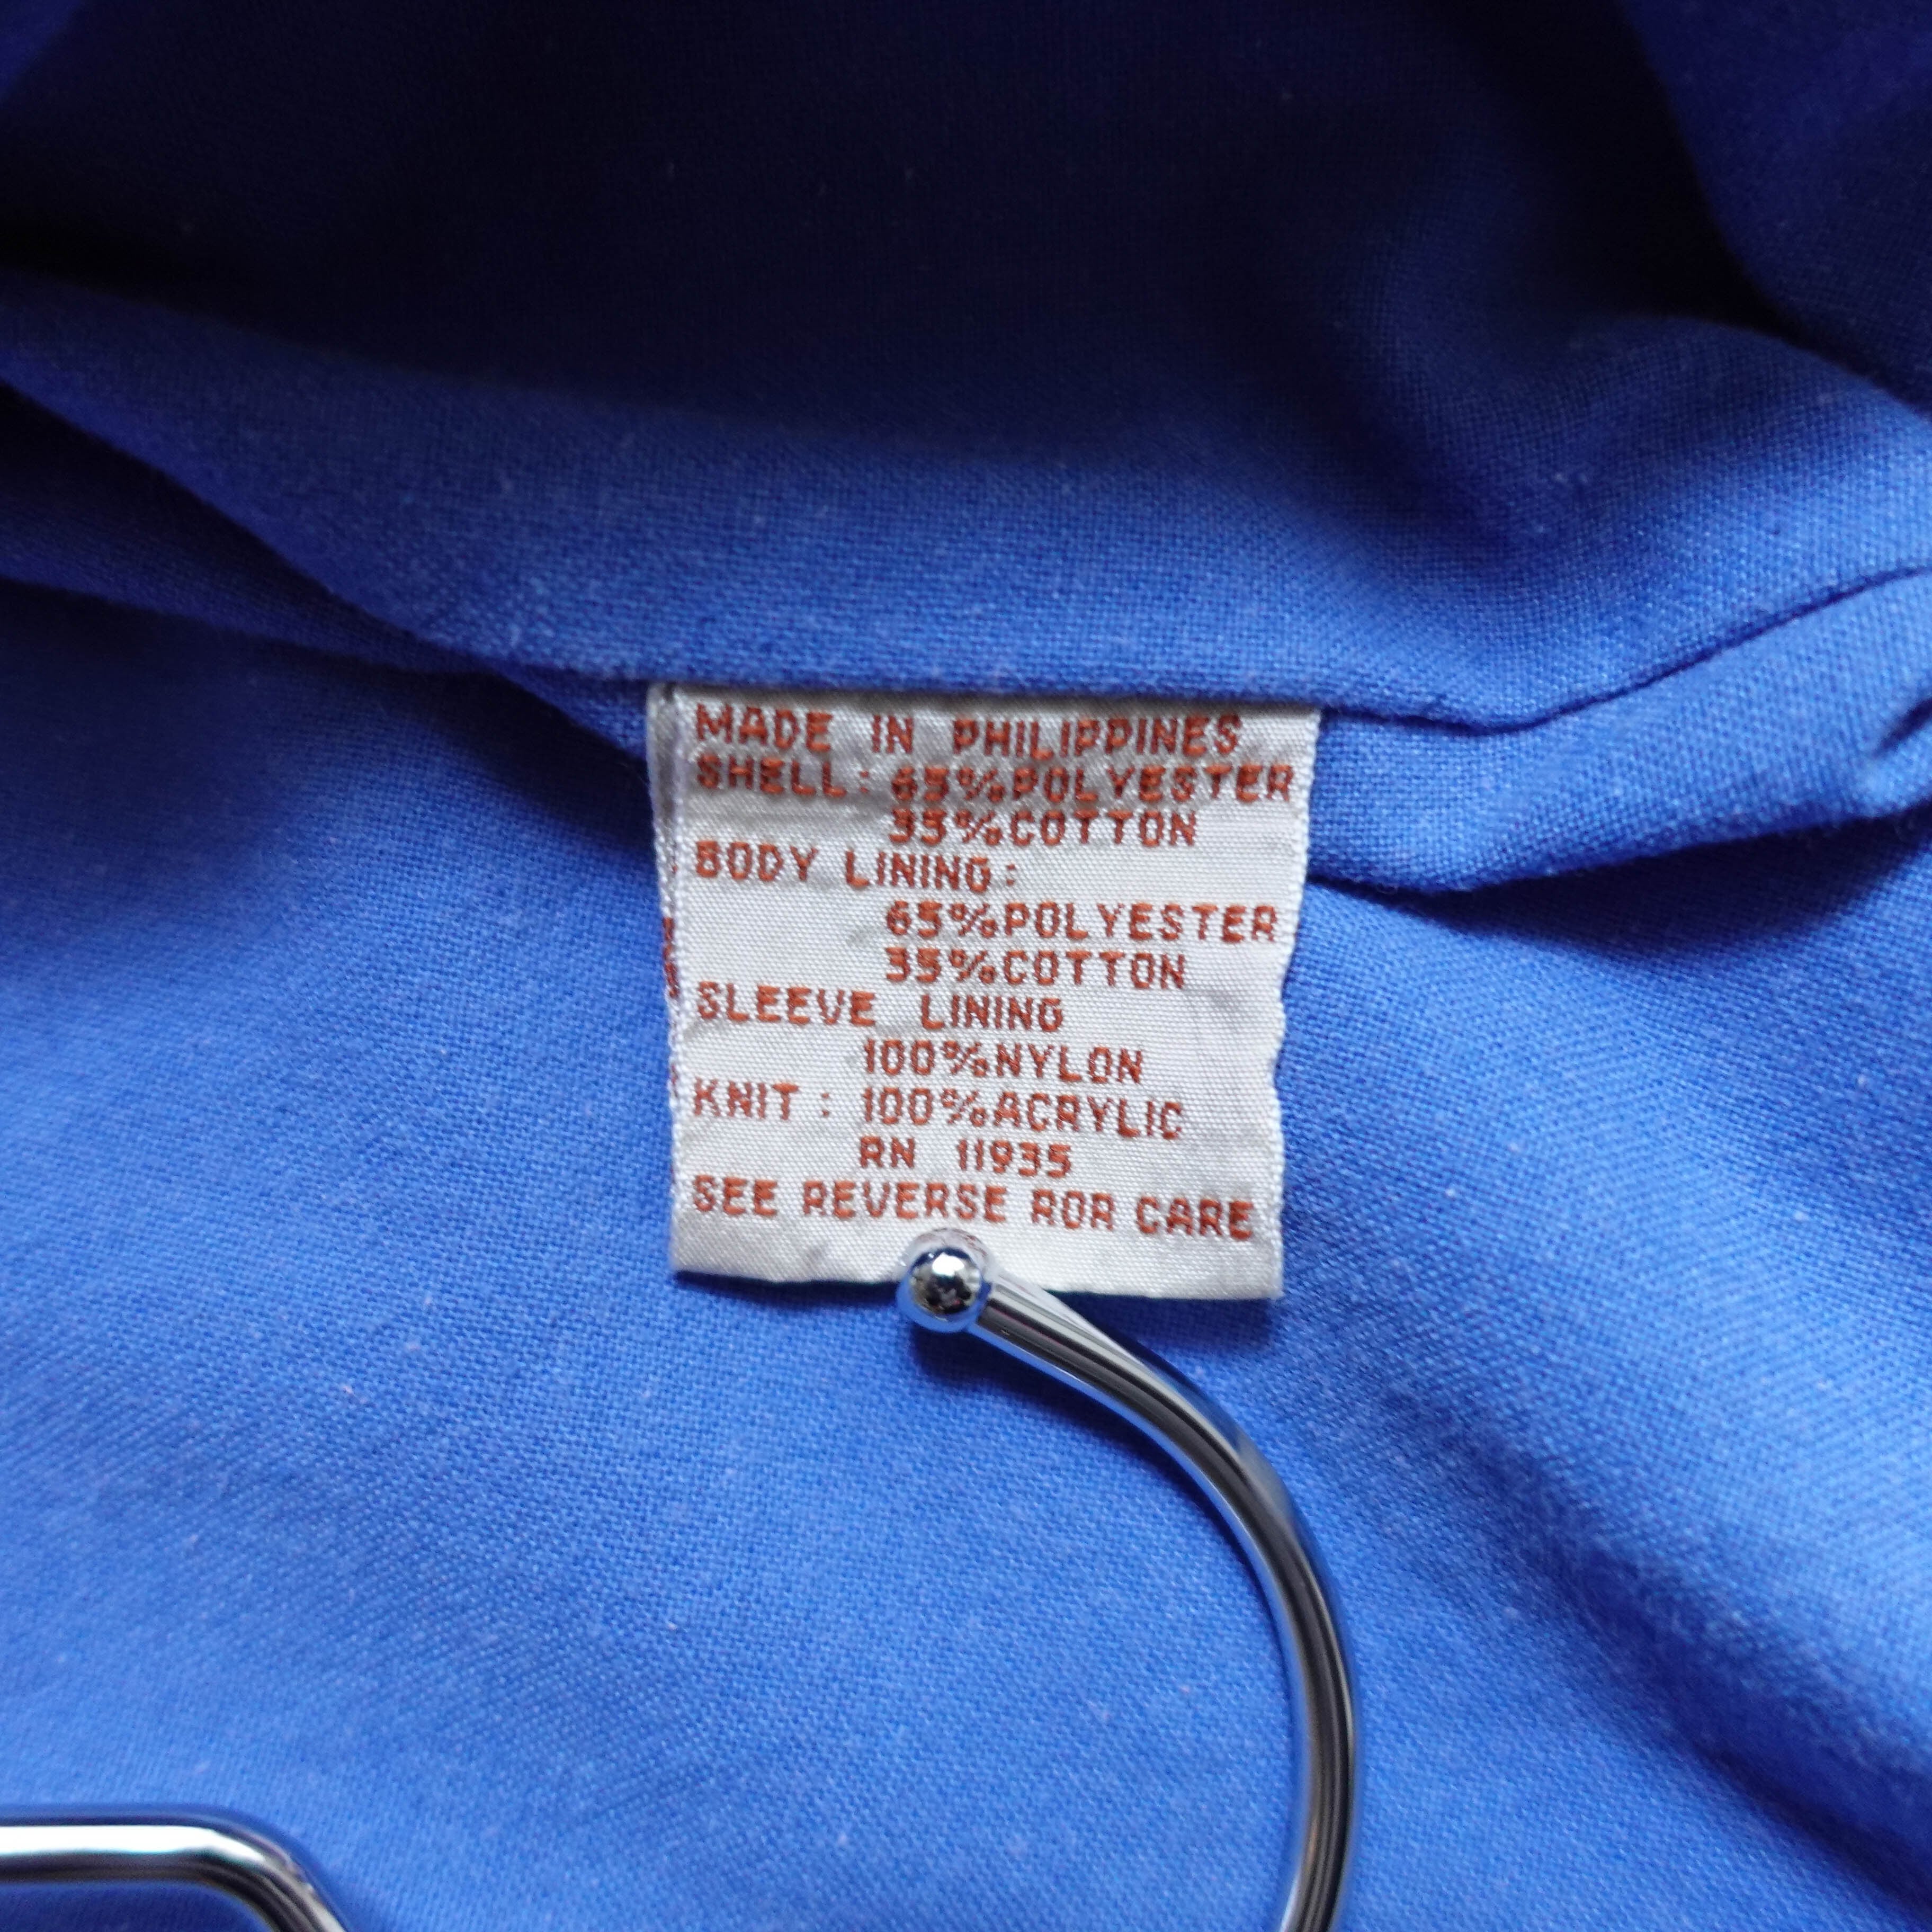 MADE IN PHILIPPINES
SHELL: 65%POLYESTER
35%COTTON
BODY LINING:
65%POLYESTER
35%COTTON
SLEEVE LINING
100%NYLON
KNIT: 100%ACRYLIC
RN 11935
SEE REVERSE ROR CARE